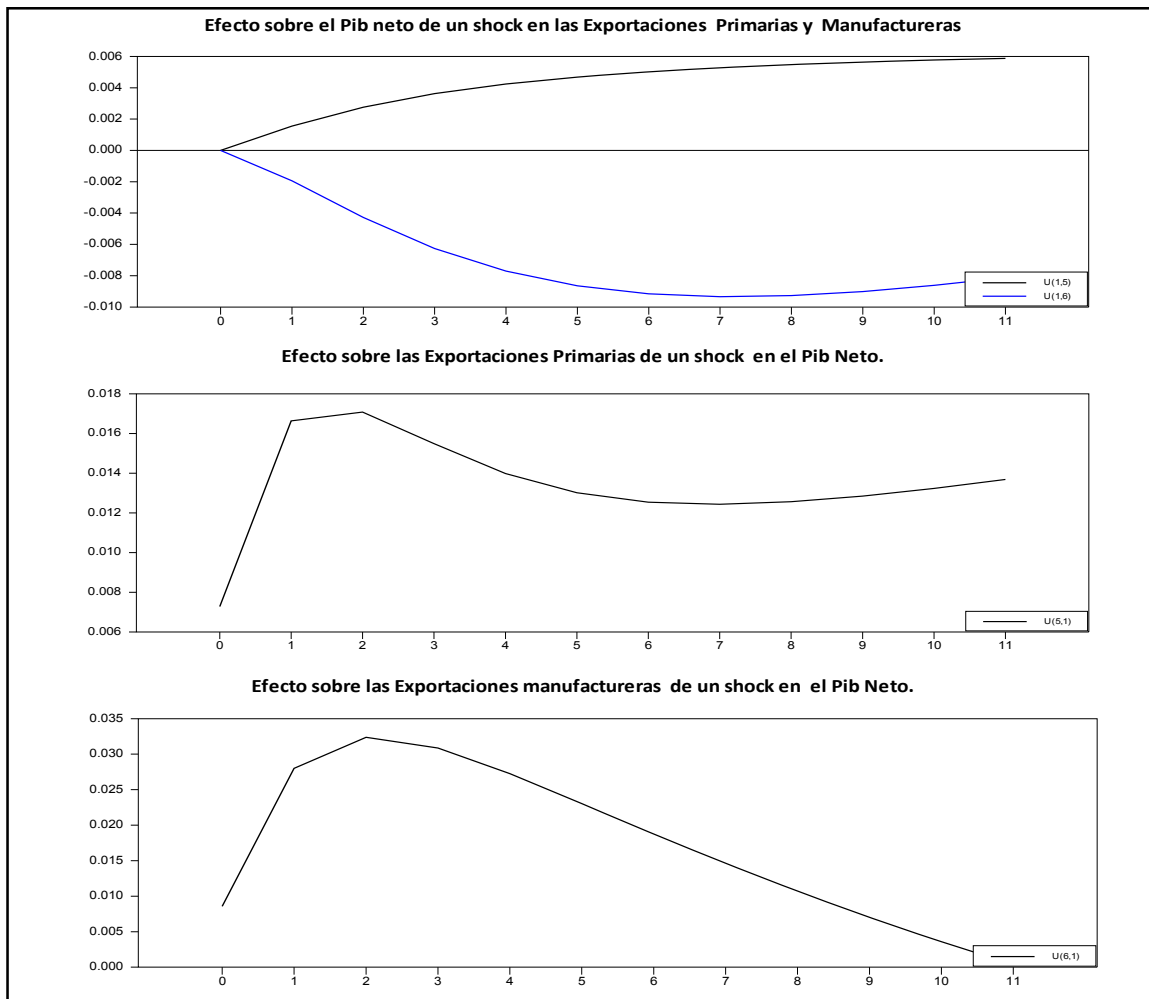 Efecto sobre el Pib neto de un shock en las Exportaciones Primarias y Manufactureras
0.006
0.004
0.002
0.000
-0.002
-0.004
-0.006
-0.008
-0.010
U(1,5)
U(1,6)
0 1 2 3 4 5 6 7 8 9 10 11
Efecto sobre las Exportaciones Primarias de un shock en el Pib Neto.
0.018
0.016
0.014
0.012
0.010
0.008
0.006
U(5,1)
0 1 2 3 4 5 6 7 8 9 10 11
Efecto sobre las Exportaciones manufactureras de un shock en el Pib Neto.
0.035
0.030
0.025
0.020
0.015
0.010
0.005
0.000
U(6,1)
0 1 2 3 4 5 6 7 8 9 10 11